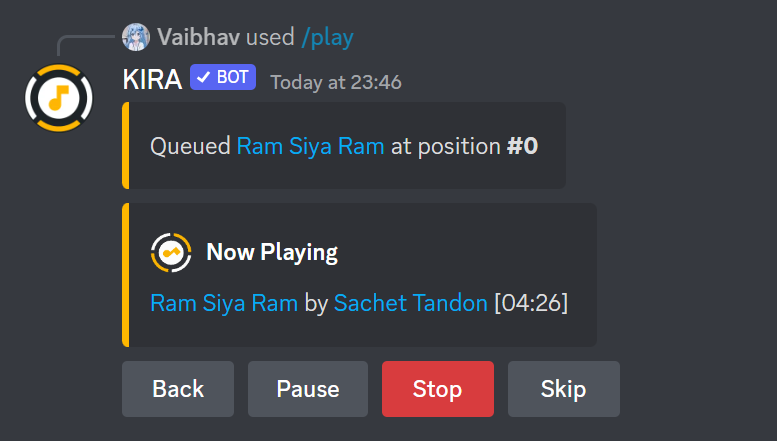 Vaibhav used /play
KIRA ✓ BOT Today at 23:46
Queued Ram Siya Ram at position #0
Now Playing
Ram Siya Ram by Sachet Tandon [04:26]
Back Pause Stop Skip